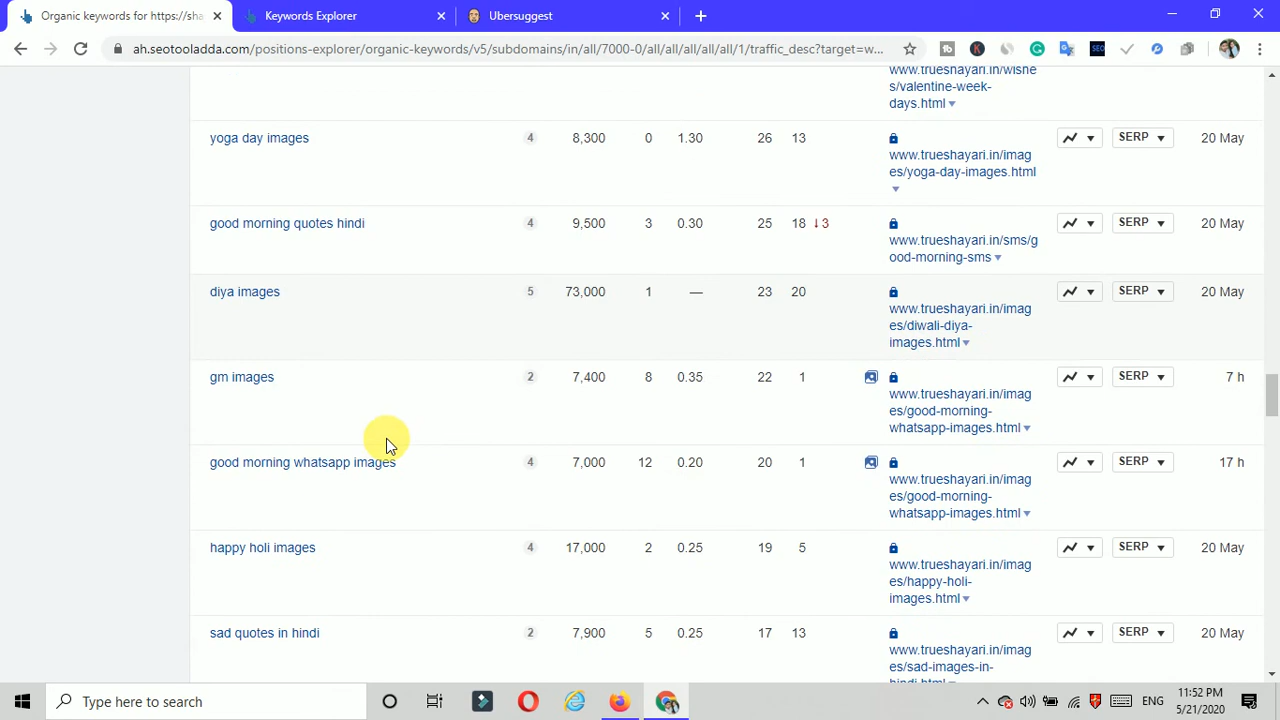 Organic keywords for https://sha
Keywords Explorer
Ubersuggest
ah.seotooladda.com/positions-explorer/organic-keywords/v5/subdomains/in/all/7000-0/all/all/all/all/all/1/traffic_desc?target=w...
www.trueshayari.in/wishe
s/valentine-week-
days.html
yoga day images 4 8,300 0 1.30 26 13 SERP 20 May
www.trueshayari.in/imag
es/yoga-day-images.html
good morning quotes hindi 4 9,500 3 0.30 25 18 ↓3 SERP 20 May
www.trueshayari.in/sms/g
ood-morning-sms
diya images 5 73,000 1 — 23 20 SERP 20 May
www.trueshayari.in/imag
es/diwali-diya-
images.html
gm images 2 7,400 8 0.35 22 1 SERP 7 h
www.trueshayari.in/imag
es/good-morning-
whatsapp-images.html
good morning whatsapp images 4 7,000 12 0.20 20 1 SERP 17 h
www.trueshayari.in/imag
es/good-morning-
whatsapp-images.html
happy holi images 4 17,000 2 0.25 19 5 SERP 20 May
www.trueshayari.in/imag
es/happy-holi-
images.html
sad quotes in hindi 2 7,900 5 0.25 17 13 SERP 20 May
www.trueshayari.in/imag
es/sad-images-in-
hindi.html
Type here to search
ENG
11:52 PM
5/21/2020